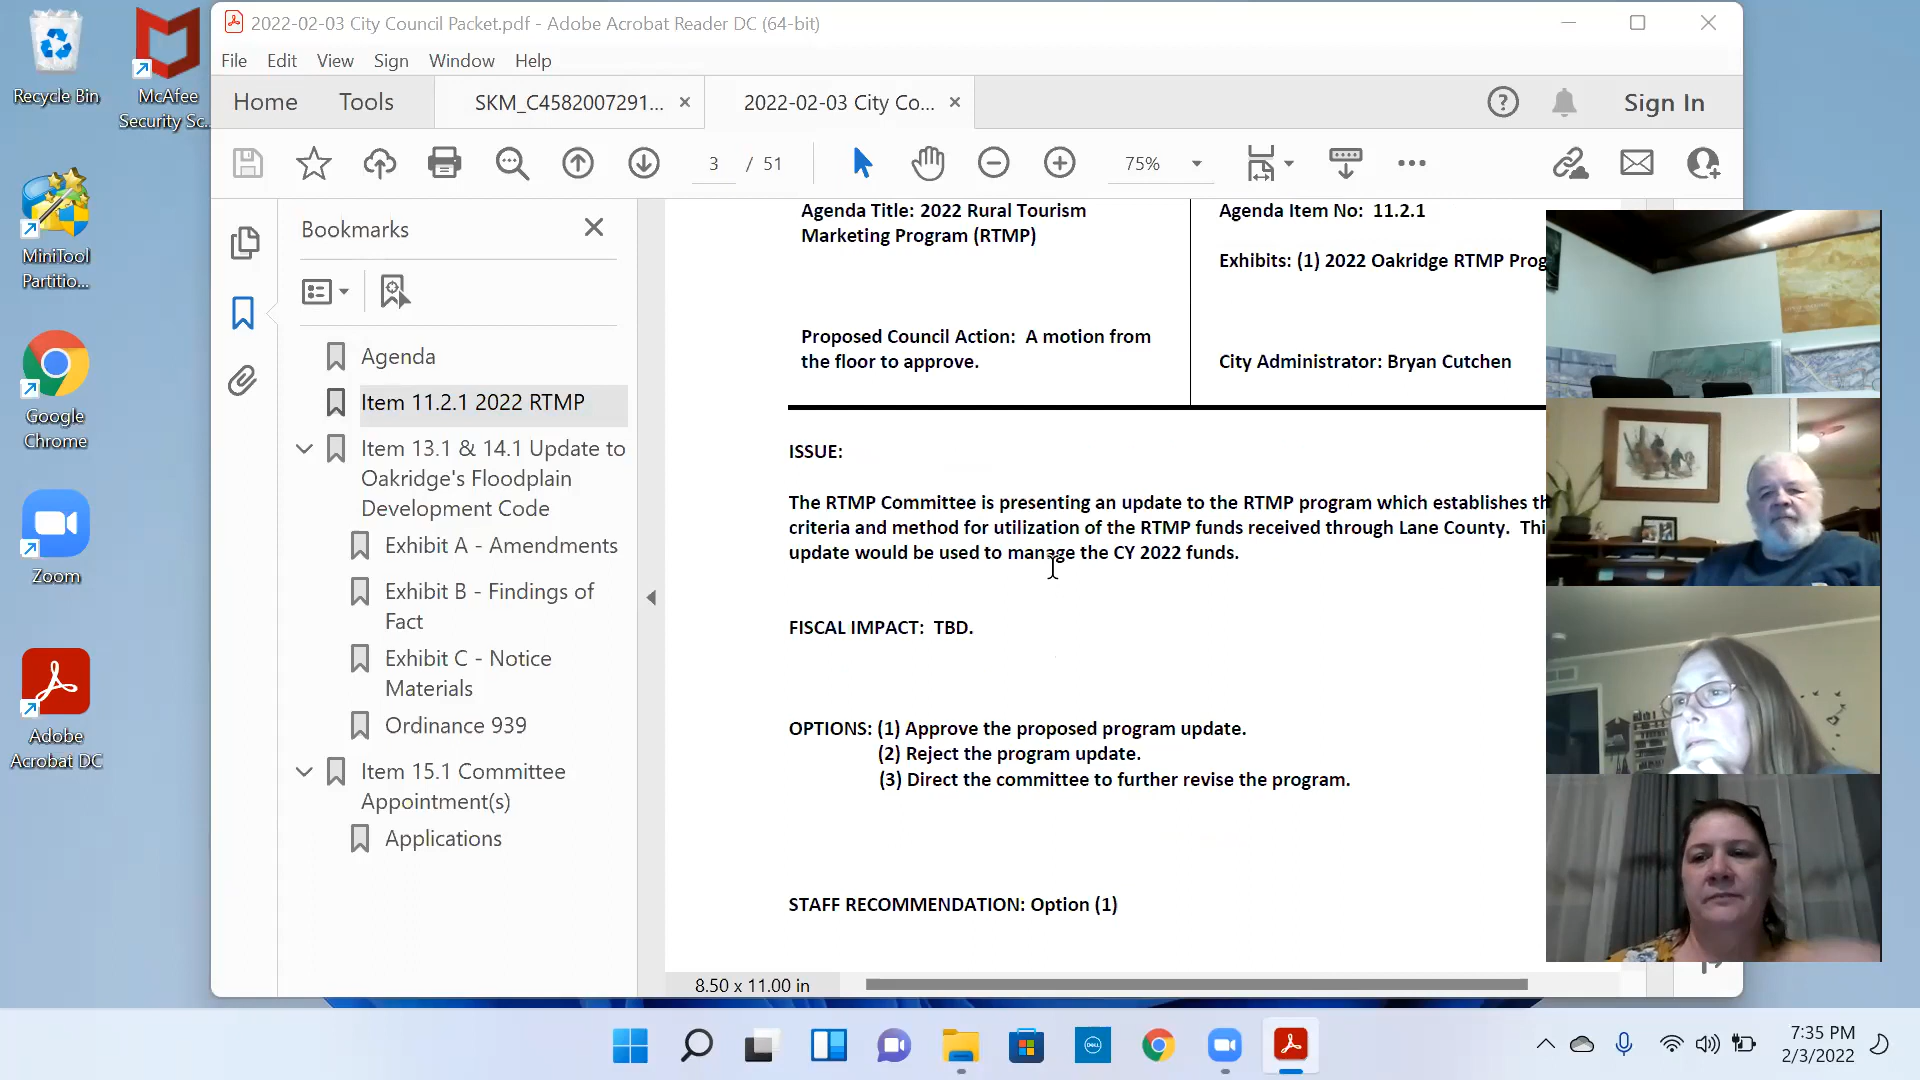 2022-02-03 City Council Packet.pdf - Adobe Acrobat Reader DC (64-bit)
File Edit View Sign Window Help
Home Tools SKM_C4582007291... × 2022-02-03 City Co... × Sign In
3 / 51 75%
Recycle Bin
McAfee
Security Sc...
MiniTool
Partitio...
Google
Chrome
Zoom
Adobe
Acrobat DC
Bookmarks
Agenda
Item 11.2.1 2022 RTMP
Item 13.1 & 14.1 Update to
Oakridge's Floodplain
Development Code
Exhibit A - Amendments
Exhibit B - Findings of
Fact
Exhibit C - Notice
Materials
Ordinance 939
Item 15.1 Committee
Appointment(s)
Applications
Agenda Title: 2022 Rural Tourism
Marketing Program (RTMP)
Proposed Council Action: A motion from
the floor to approve.
Agenda Item No: 11.2.1
Exhibits: (1) 2022 Oakridge RTMP Prog
City Administrator: Bryan Cutchen
ISSUE:
The RTMP Committee is presenting an update to the RTMP program which establishes th
criteria and method for utilization of the RTMP funds received through Lane County. Thi
update would be used to manage the CY 2022 funds.
FISCAL IMPACT: TBD.
OPTIONS: (1) Approve the proposed program update.
(2) Reject the program update.
(3) Direct the committee to further revise the program.
STAFF RECOMMENDATION: Option (1)
8.50 x 11.00 in
DELL
7:35 PM
2/3/2022